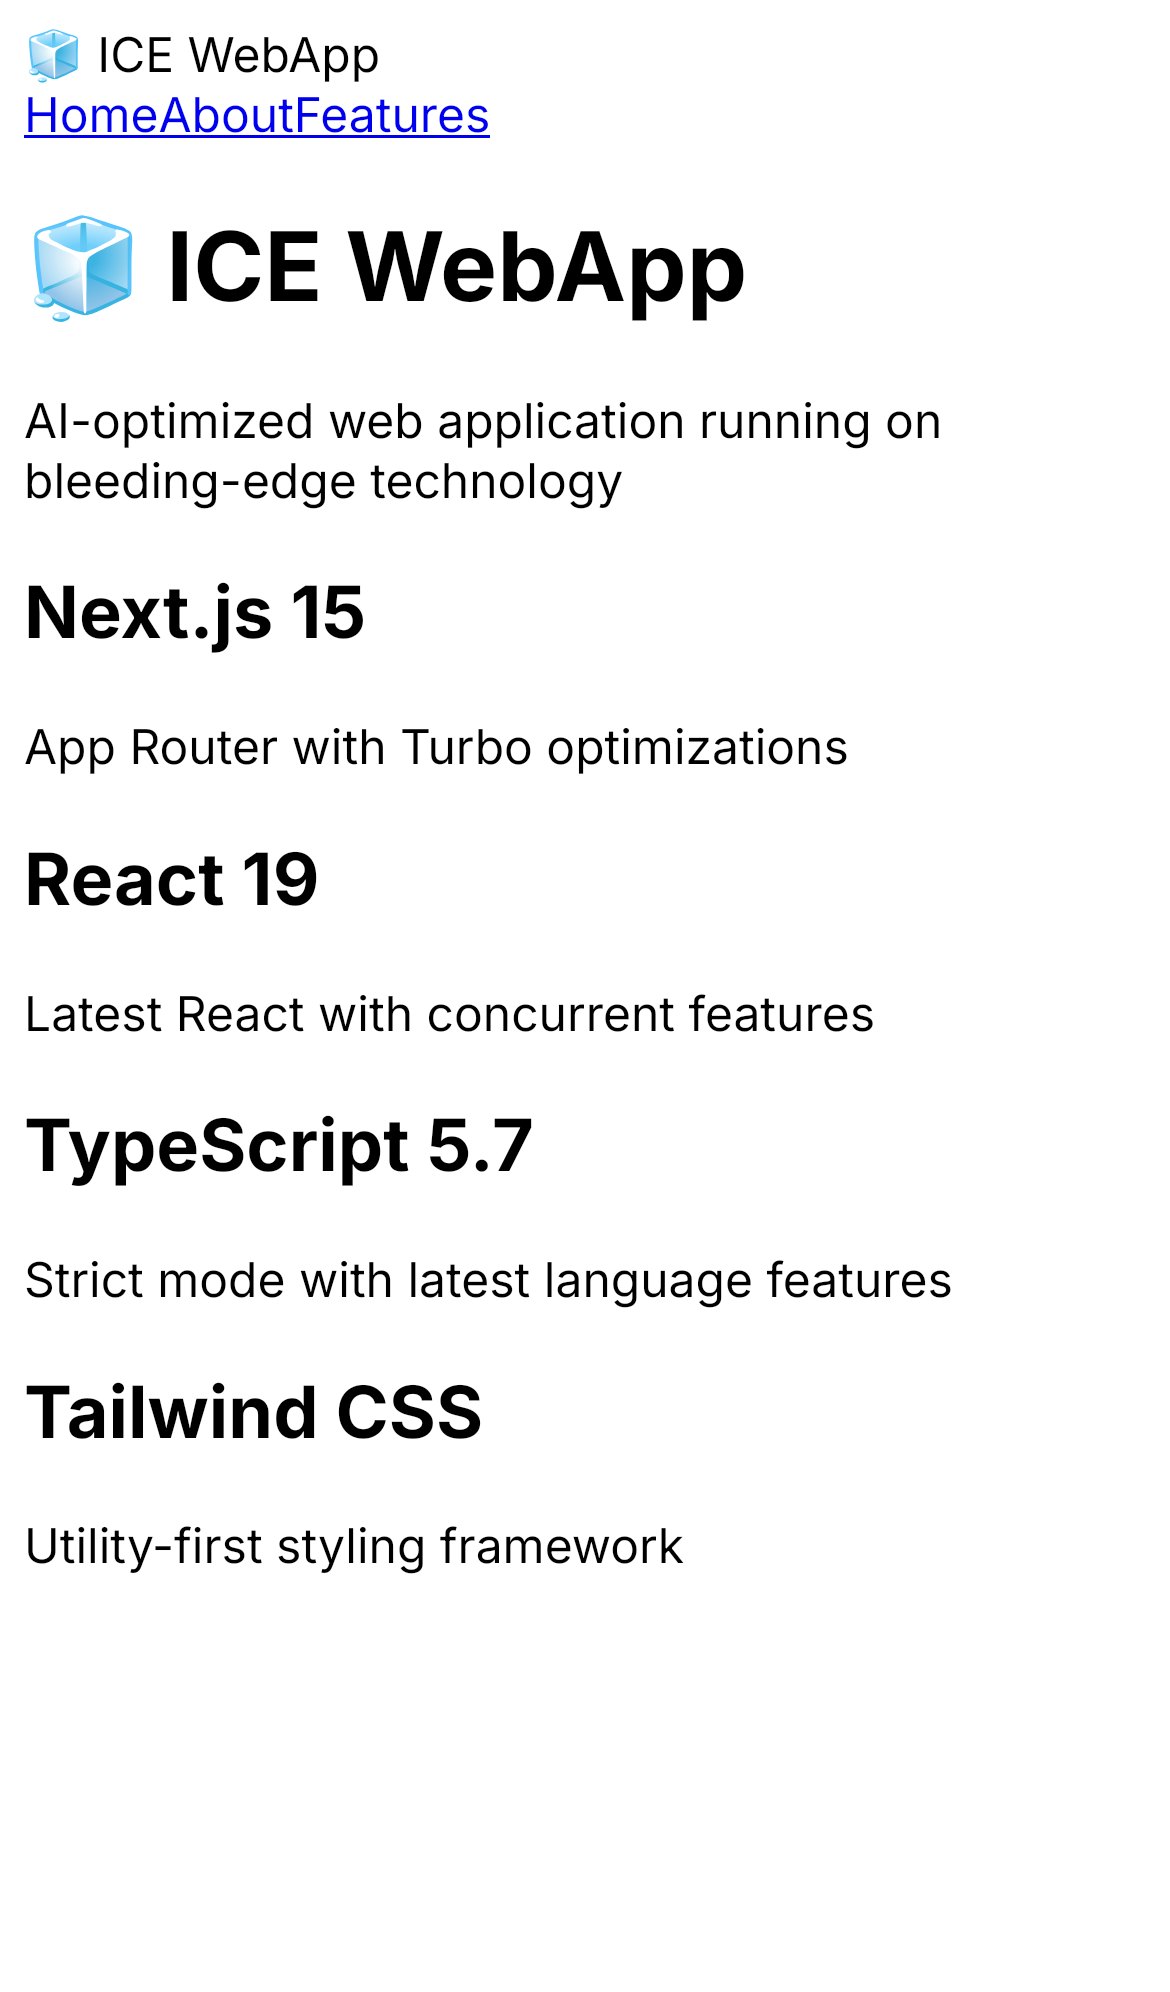 🧊 ICE WebApp
HomeAboutFeatures
🧊 ICE WebApp
AI-optimized web application running on
bleeding-edge technology
Next.js 15
App Router with Turbo optimizations
React 19
Latest React with concurrent features
TypeScript 5.7
Strict mode with latest language features
Tailwind CSS
Utility-first styling framework